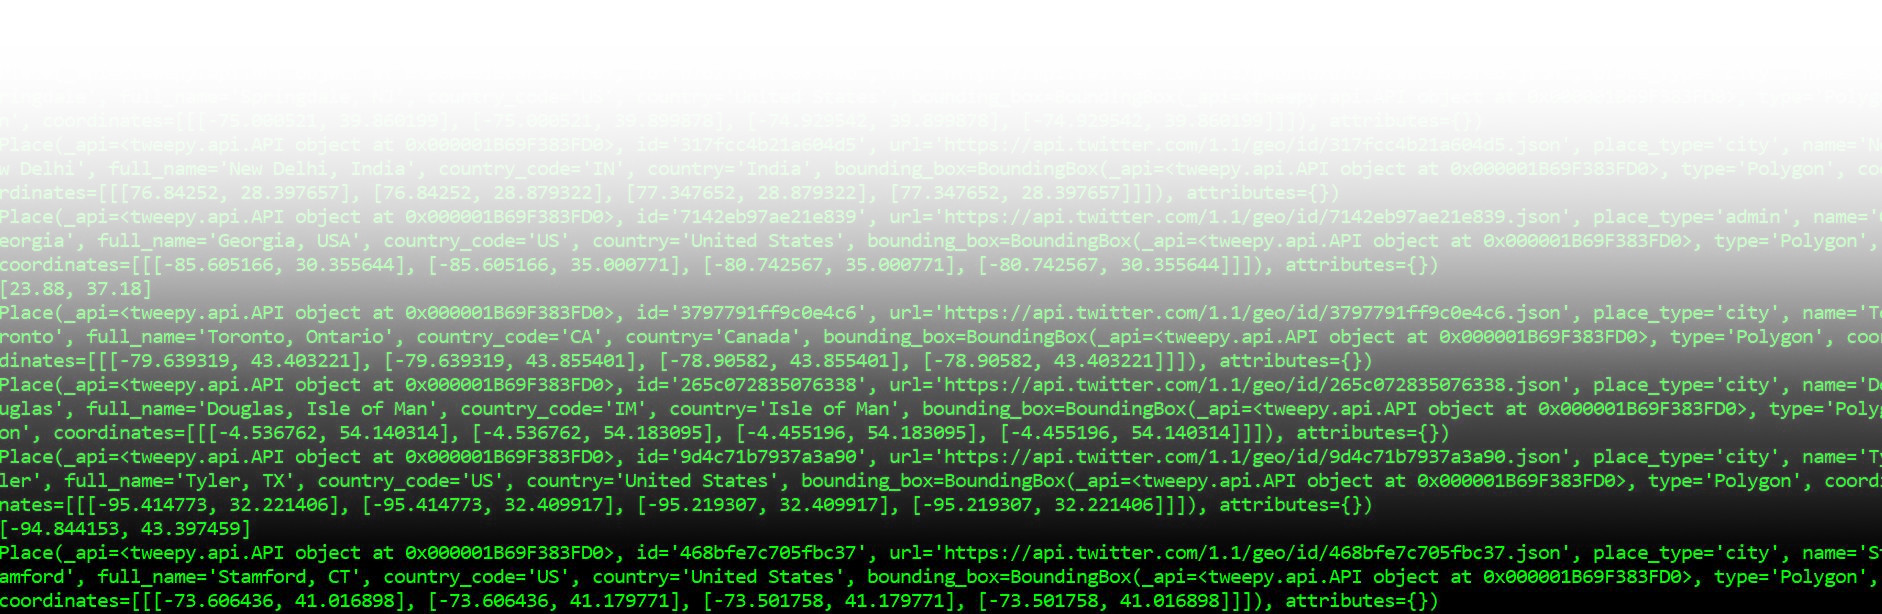 n', coordinates=[[[-75.000321, 39.860199], [-75.000321, 39.899878], [-74.929542, 39.899878], [-74.929542, 39.860199]]]), attributes={})
Place(_api=<tweepy.api.API object at 0x000001B69F383FD0>, id='317fcc4b21a604d5', url='https://api.twitter.com/1.1/geo/id/317fcc4b21a604d5.json', place_type='city', name='Ne
w Delhi', full_name='New Delhi, India', country_code='IN', country='India', bounding_box=BoundingBox(_api=<tweepy.api.API object at 0x000001B69F383FD0>, type='Polygon', coo
rdinates=[[[76.84252, 28.397657], [76.84252, 28.879322], [77.347652, 28.879322], [77.347652, 28.397657]]]), attributes={})
Place(_api=<tweepy.api.API object at 0x000001B69F383FD0>, id='7142eb97ae21e839', url='https://api.twitter.com/1.1/geo/id/7142eb97ae21e839.json', place_type='admin', name='G
eorgia', full_name='Georgia, USA', country_code='US', country='United States', bounding_box=BoundingBox(_api=<tweepy.api.API object at 0x000001B69F383FD0>, type='Polygon',
coordinates=[[[-85.605166, 30.355644], [-85.605166, 35.000771], [-80.742567, 35.000771], [-80.742567, 30.355644]]]), attributes={})
[23.88, 37.18]
Place(_api=<tweepy.api.API object at 0x000001B69F383FD0>, id='3797791ff9c0e4c6', url='https://api.twitter.com/1.1/geo/id/3797791ff9c0e4c6.json', place_type='city', name='To
ronto', full_name='Toronto, Ontario', country_code='CA', country='Canada', bounding_box=BoundingBox(_api=<tweepy.api.API object at 0x000001B69F383FD0>, type='Polygon', coor
dinates=[[[-79.639319, 43.403221], [-79.639319, 43.855401], [-78.90582, 43.855401], [-78.90582, 43.403221]]]), attributes={})
Place(_api=<tweepy.api.API object at 0x000001B69F383FD0>, id='265c072835076338', url='https://api.twitter.com/1.1/geo/id/265c072835076338.json', place_type='city', name='Do
uglas', full_name='Douglas, Isle of Man', country_code='IM', country='Isle of Man', bounding_box=BoundingBox(_api=<tweepy.api.API object at 0x000001B69F383FD0>, type='Polyg
on', coordinates=[[[-4.536762, 54.140314], [-4.536762, 54.183095], [-4.455196, 54.183095], [-4.455196, 54.140314]]]), attributes={})
Place(_api=<tweepy.api.API object at 0x000001B69F383FD0>, id='9d4c71b7937a3a90', url='https://api.twitter.com/1.1/geo/id/9d4c71b7937a3a90.json', place_type='city', name='Ty
ler', full_name='Tyler, TX', country_code='US', country='United States', bounding_box=BoundingBox(_api=<tweepy.api.API object at 0x000001B69F383FD0>, type='Polygon', coordi
nates=[[[-95.414773, 32.221406], [-95.414773, 32.409917], [-95.219307, 32.409917], [-95.219307, 32.221406]]]), attributes={})
[-94.844153, 43.397459]
Place(_api=<tweepy.api.API object at 0x000001B69F383FD0>, id='468bfe7c705fbc37', url='https://api.twitter.com/1.1/geo/id/468bfe7c705fbc37.json', place_type='city', name='St
amford', full_name='Stamford, CT', country_code='US', country='United States', bounding_box=BoundingBox(_api=<tweepy.api.API object at 0x000001B69F383FD0>, type='Polygon',
coordinates=[[[-73.606436, 41.016898], [-73.606436, 41.179771], [-73.501758, 41.179771], [-73.501758, 41.016898]]]), attributes={})